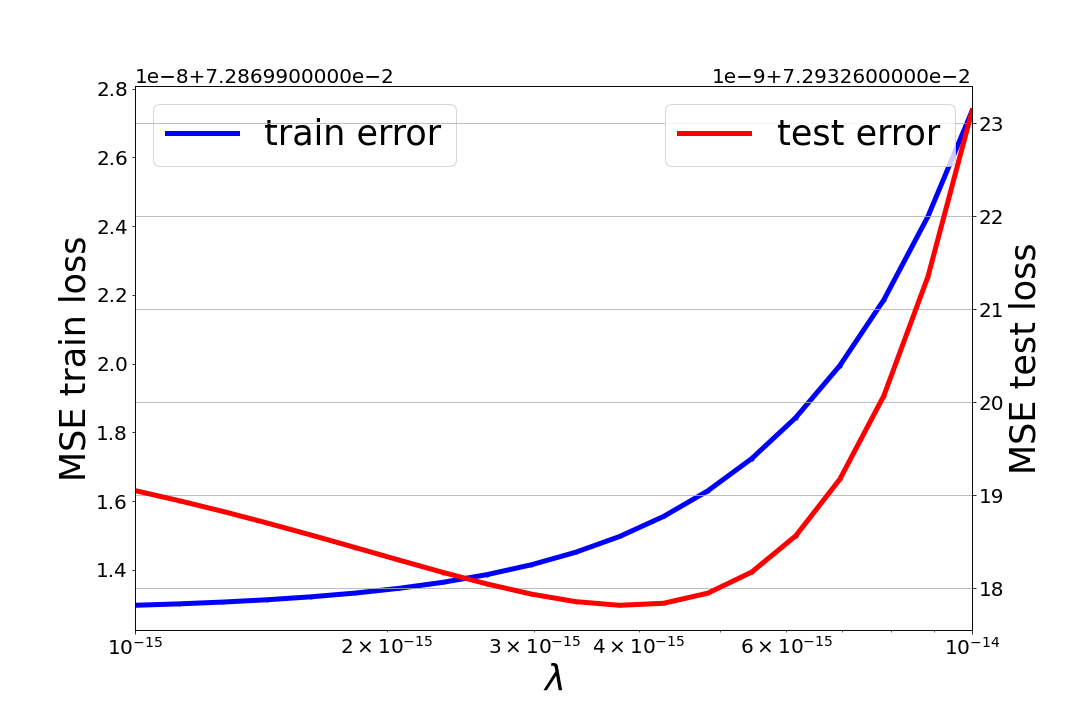 1e−8+7.2869900000e−2
1e−9+7.2932600000e−2
train error
test error
MSE train loss
2.8
2.6
2.4
2.2
2.0
1.8
1.6
1.4
23
22
21
20
19
18
MSE test loss
10⁻¹⁵
2 × 10⁻¹⁵
3 × 10⁻¹⁵
4 × 10⁻¹⁵
6 × 10⁻¹⁵
10⁻¹⁴
λ